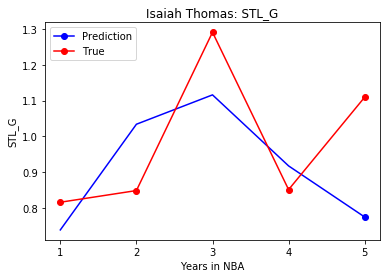 Isaiah Thomas: STL_G
Prediction
True
STL_G
1.3
1.2
1.1
1.0
0.9
0.8
1 2 3 4 5
Years in NBA